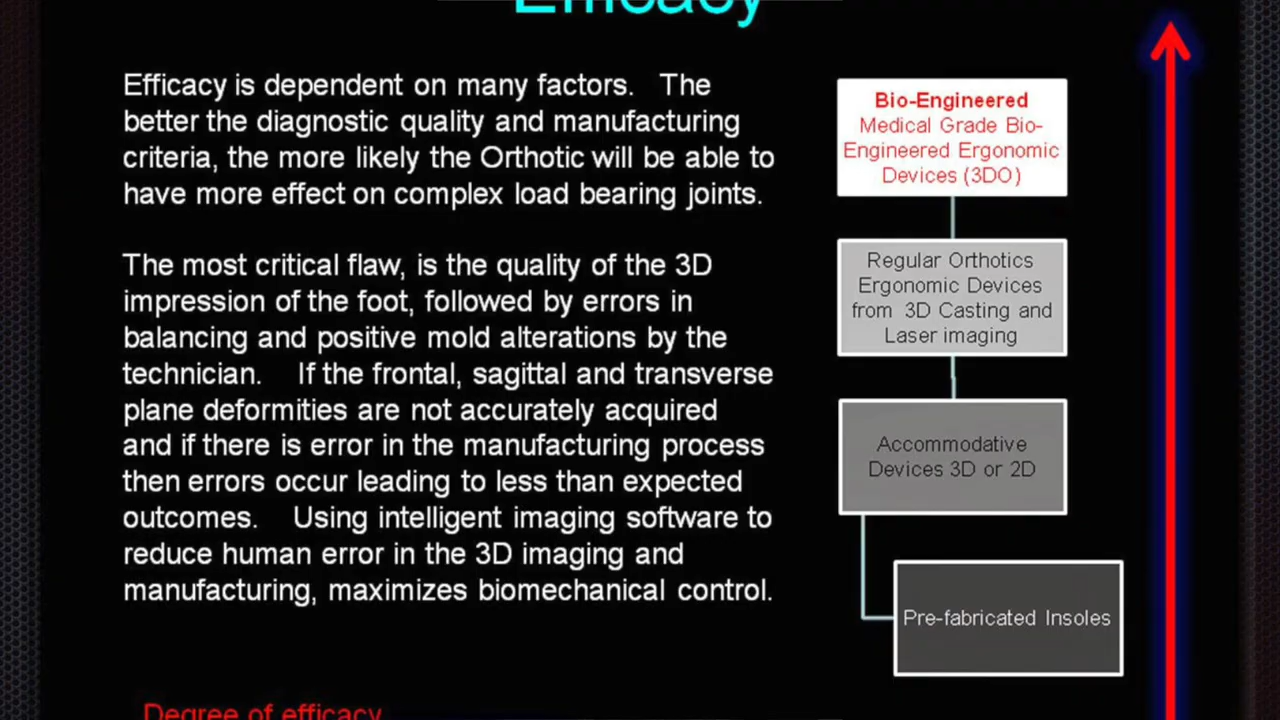 Efficacy
Efficacy is dependent on many factors. The
better the diagnostic quality and manufacturing
criteria, the more likely the Orthotic will be able to
have more effect on complex load bearing joints.
The most critical flaw, is the quality of the 3D
impression of the foot, followed by errors in
balancing and positive mold alterations by the
technician. If the frontal, sagittal and transverse
plane deformities are not accurately acquired
and if there is error in the manufacturing process
then errors occur leading to less than expected
outcomes. Using intelligent imaging software to
reduce human error in the 3D imaging and
manufacturing, maximizes biomechanical control.
Bio-Engineered
Medical Grade Bio-
Engineered Ergonomic
Devices (3DO)
Regular Orthotics
Ergonomic Devices
from 3D Casting and
Laser imaging
Accommodative
Devices 3D or 2D
Pre-fabricated Insoles
Degree of efficacy